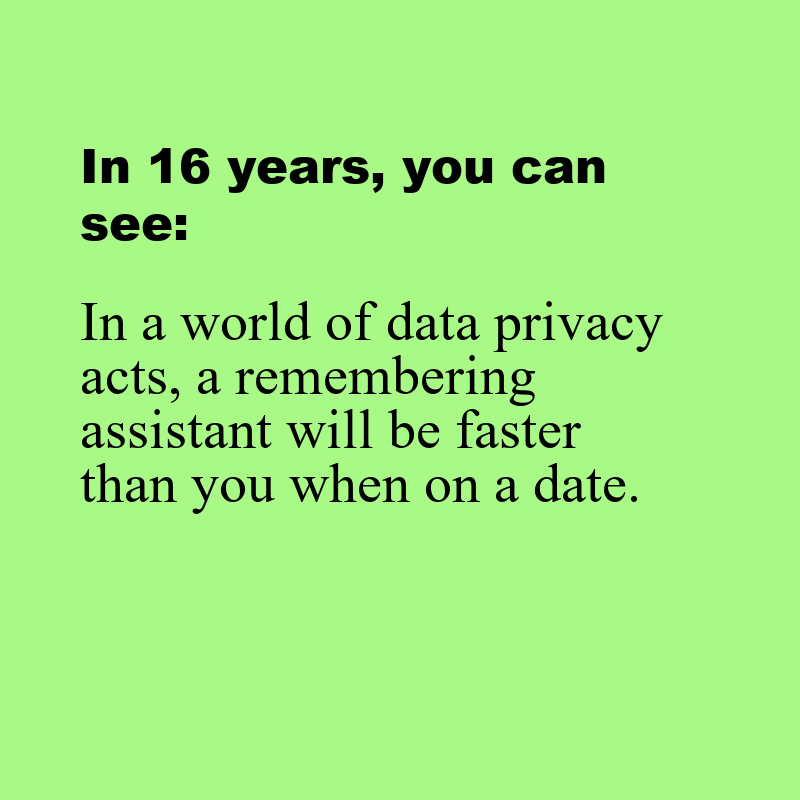 In 16 years, you can
see:
In a world of data privacy
acts, a remembering
assistant will be faster
than you when on a date.